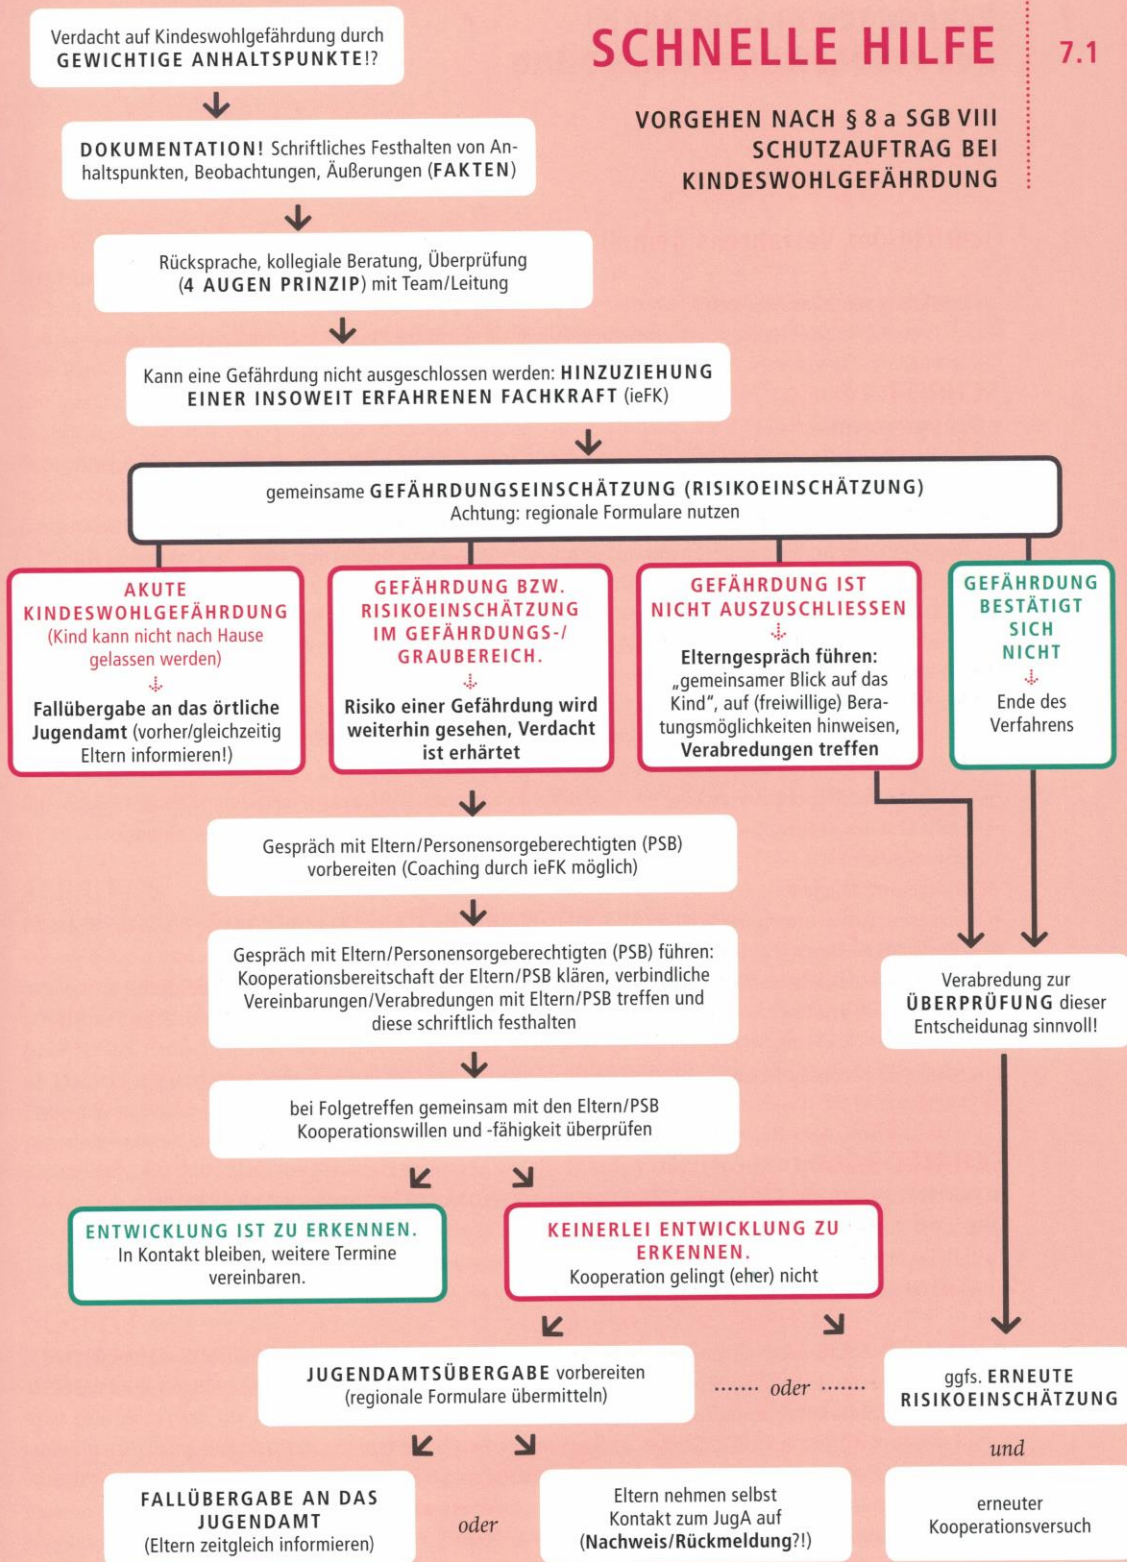 SCHNELLE HILFE
7.1
VORGEHEN NACH § 8 a SGB VIII
SCHUTZAUFTRAG BEI
KINDESWOHLGEFÄHRDUNG
Verdacht auf Kindeswohlgefährdung durch
GEWICHTIGE ANHALTSPUNKTE!?
DOKUMENTATION! Schriftliches Festhalten von An-
haltspunkten, Beobachtungen, Äußerungen (FAKTEN)
Rücksprache, kollegiale Beratung, Überprüfung
(4 AUGEN PRINZIP) mit Team/Leitung
Kann eine Gefährdung nicht ausgeschlossen werden: HINZUZIEHUNG
EINER INSOWEIT ERFAHRENEN FACHKRAFT (ieFK)
gemeinsame GEFÄHRDUNGSEINSCHÄTZUNG (RISIKOEINSCHÄTZUNG)
Achtung: regionale Formulare nutzen
AKUTE
KINDESWOHLGEFÄHRDUNG
(Kind kann nicht nach Hause
gelassen werden)
Fallübergabe an das örtliche
Jugendamt (vorher/gleichzeitig
Eltern informieren!)
GEFÄHRDUNG BZW.
RISIKOEINSCHÄTZUNG
IM GEFÄHRDUNGS-/
GRAUBEREICH.
Risiko einer Gefährdung wird
weiterhin gesehen, Verdacht
ist erhärtet
GEFÄHRDUNG IST
NICHT AUSZUSCHLIESSEN
Elterngespräch führen:
„gemeinsamer Blick auf das
Kind“, auf (freiwillige) Bera-
tungsmöglichkeiten hinweisen,
Verabredungen treffen
GEFÄHRDUNG
BESTÄTIGT
SICH
NICHT
Ende des
Verfahrens
Gespräch mit Eltern/Personensorgeberechtigten (PSB)
vorbereiten (Coaching durch ieFK möglich)
Gespräch mit Eltern/Personensorgeberechtigten (PSB) führen:
Kooperationsbereitschaft der Eltern/PSB klären, verbindliche
Vereinbarungen/Verabredungen mit Eltern/PSB treffen und
diese schriftlich festhalten
Verabredung zur
ÜBERPRÜFUNG dieser
Entscheidunag sinnvoll!
bei Folgetreffen gemeinsam mit den Eltern/PSB
Kooperationswillen und -fähigkeit überprüfen
ENTWICKLUNG IST ZU ERKENNEN.
In Kontakt bleiben, weitere Termine
vereinbaren.
KEINERLEI ENTWICKLUNG ZU
ERKENNEN.
Kooperation gelingt (eher) nicht
JUGENDAMTSÜBERGABE vorbereiten
(regionale Formulare übermitteln)
oder
ggfs. ERNEUTE
RISIKOEINSCHÄTZUNG
und
FALLÜBERGABE AN DAS
JUGENDAMT
(Eltern zeitgleich informieren)
oder
Eltern nehmen selbst
Kontakt zum JugA auf
(Nachweis/Rückmeldung?!)
erneuter
Kooperationsversuch